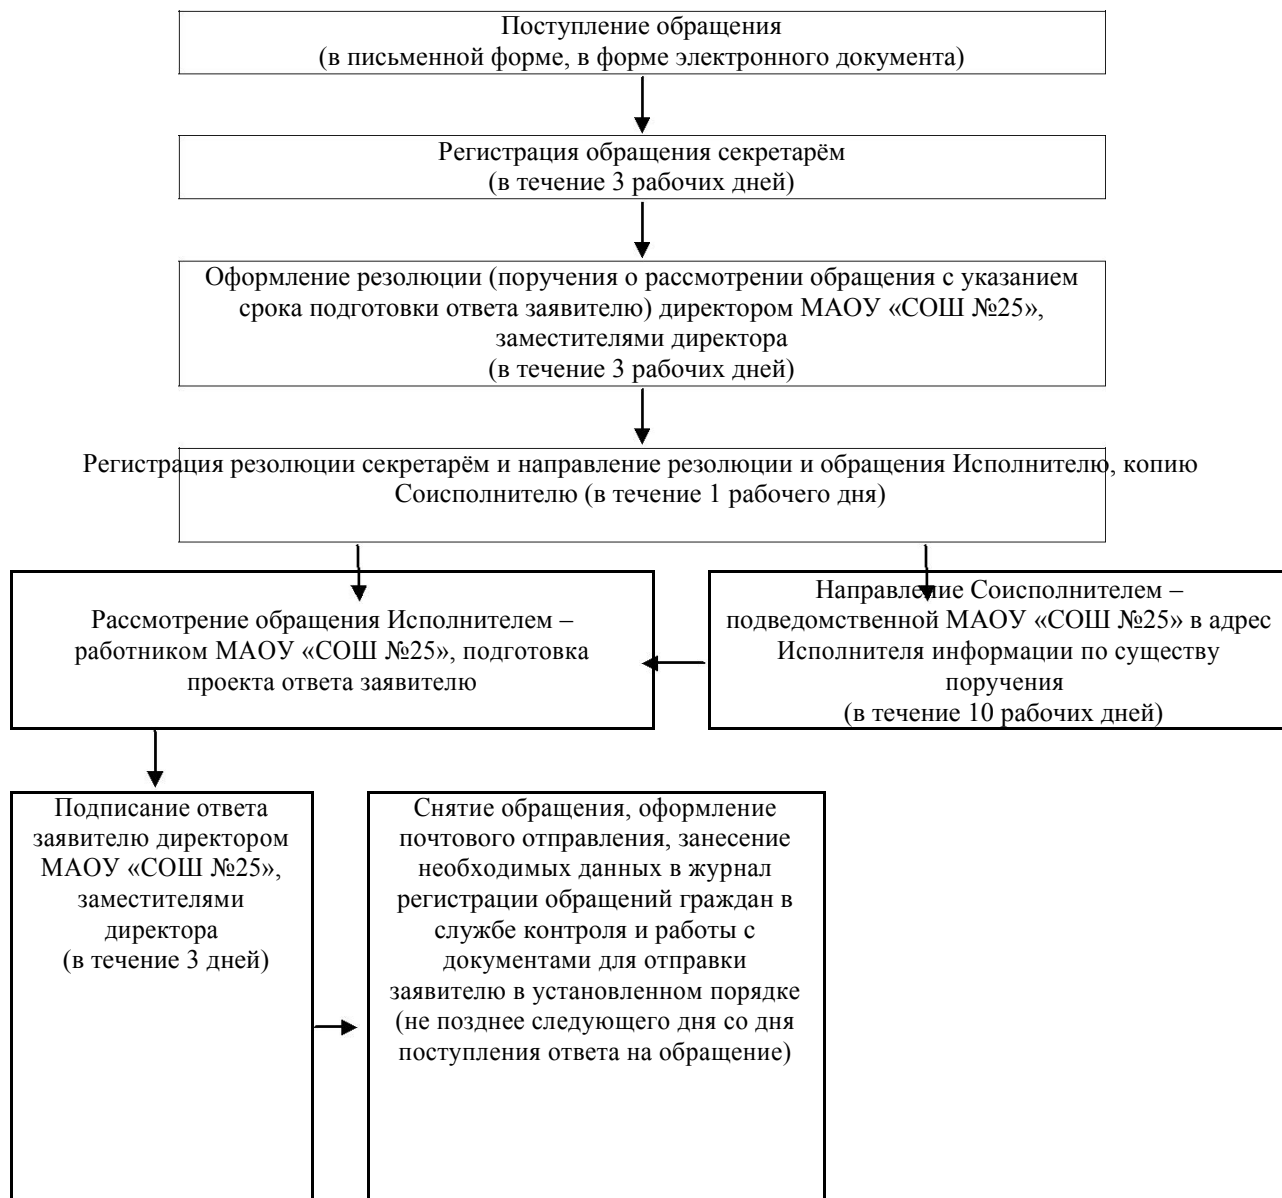 Поступление обращения
(в письменной форме, в форме электронного документа)
Регистрация обращения секретарём
(в течение 3 рабочих дней)
Оформление резолюции (поручения о рассмотрении обращения с указанием
срока подготовки ответа заявителю) директором МАОУ «СОШ №25»,
заместителями директора
(в течение 3 рабочих дней)
Регистрация резолюции секретарём и направление резолюции и обращения Исполнителю, копию
Соисполнителю (в течение 1 рабочего дня)
Рассмотрение обращения Исполнителем –
работником МАОУ «СОШ №25», подготовка
проекта ответа заявителю
Направление Соисполнителем –
подведомственной МАОУ «СОШ №25» в адрес
Исполнителя информации по существу
поручения
(в течение 10 рабочих дней)
Подписание ответа
заявителю директором
МАОУ «СОШ №25»,
заместителями
директора
(в течение 3 дней)
Снятие обращения, оформление
почтового отправления, занесение
необходимых данных в журнал
регистрации обращений граждан в
службе контроля и работы с
документами для отправки
заявителю в установленном порядке
(не позднее следующего дня со дня
поступления ответа на обращение)